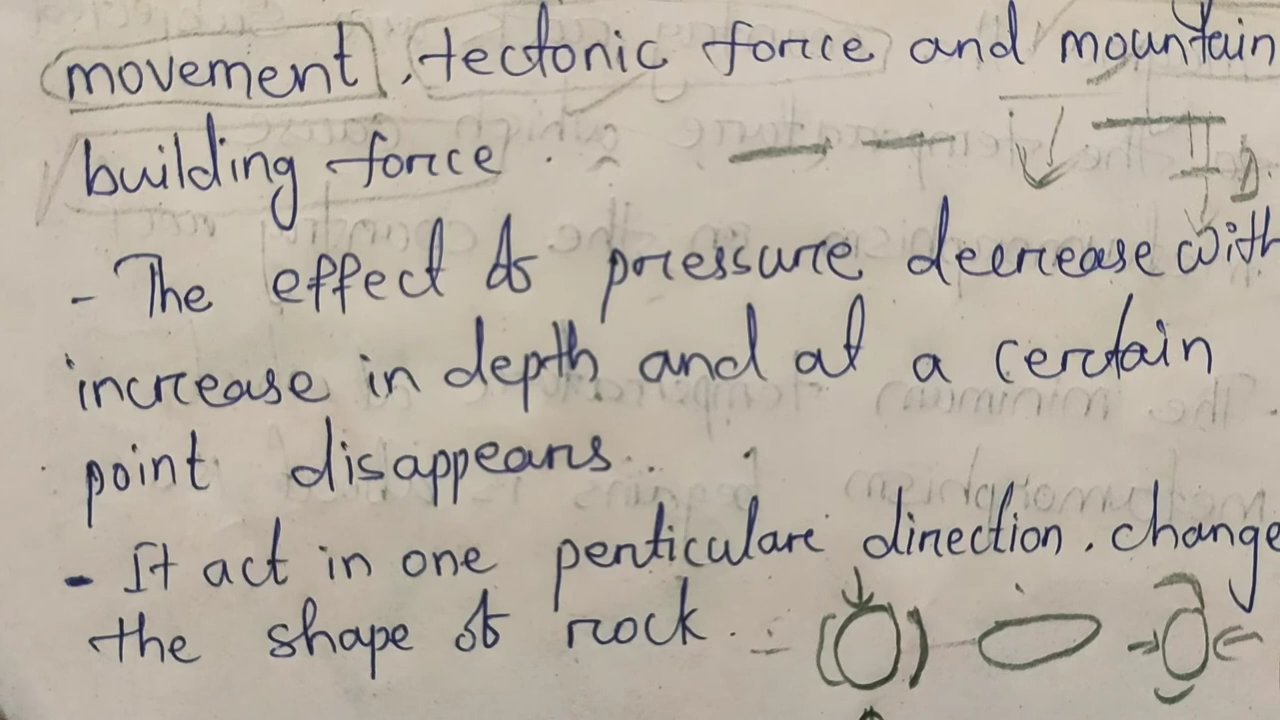 movement, tectonic force and mountain
building force.
- The effect of pressure decrease with
increase in depth and at a certain
point disappears.
- It act in one penticulare direction. change
the shape of rock.
D